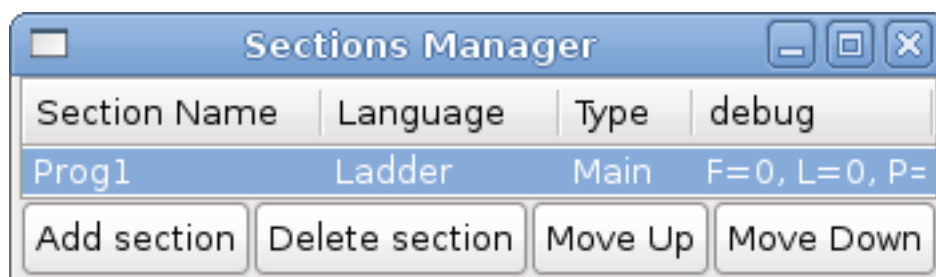 Sections Manager
Section Name Language Type debug
Prog1 Ladder Main F=0, L=0, P=
Add section Delete section Move Up Move Down